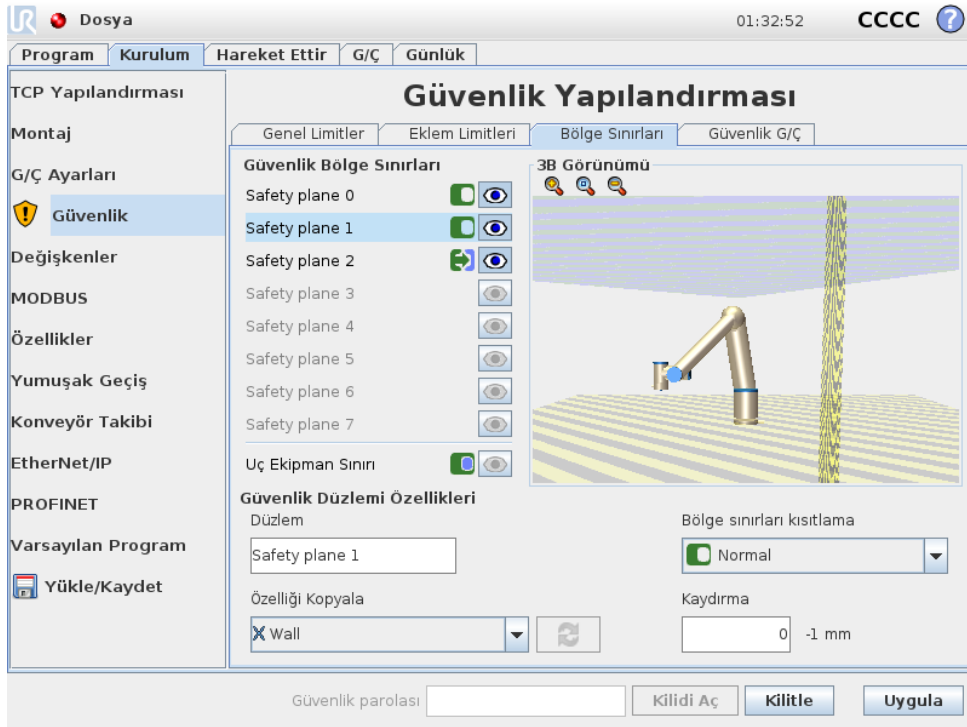 UR Dosya 01:32:52 CCCC ?
Program Kurulum Hareket Ettir G/Ç Günlük
TCP Yapılandırması
Montaj
G/Ç Ayarları
Güvenlik
Değişkenler
MODBUS
Özellikler
Yumuşak Geçiş
Konveyör Takibi
EtherNet/IP
PROFINET
Varsayılan Program
Yükle/Kaydet
Güvenlik Yapılandırması
Genel Limitler Eklem Limitleri Bölge Sınırları Güvenlik G/Ç
Güvenlik Bölge Sınırları
Safety plane 0
Safety plane 1
Safety plane 2
Safety plane 3
Safety plane 4
Safety plane 5
Safety plane 6
Safety plane 7
Uç Ekipman Sınırı
3B Görünümü
Güvenlik Düzlemi Özellikleri
Düzlem
Safety plane 1
Bölge sınırları kısıtlama
Normal
Özelliği Kopyala
Wall
Kaydırma
0 -1 mm
Güvenlik parolası Kilidi Aç Kilitle Uygula